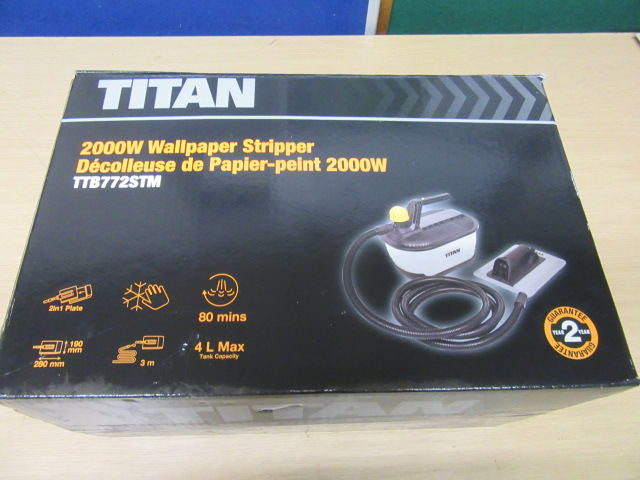 TITAN
2000W Wallpaper Stripper
Décolleuse de Papier-peint 2000W
TTB772STM
TITAN
2in1 Plate
80 mins
190 mm
280 mm
3 m
4 L Max
Tank Capacity
GUARANTEE
YEAR 2 YEAR
GUARANTEE
TITAN